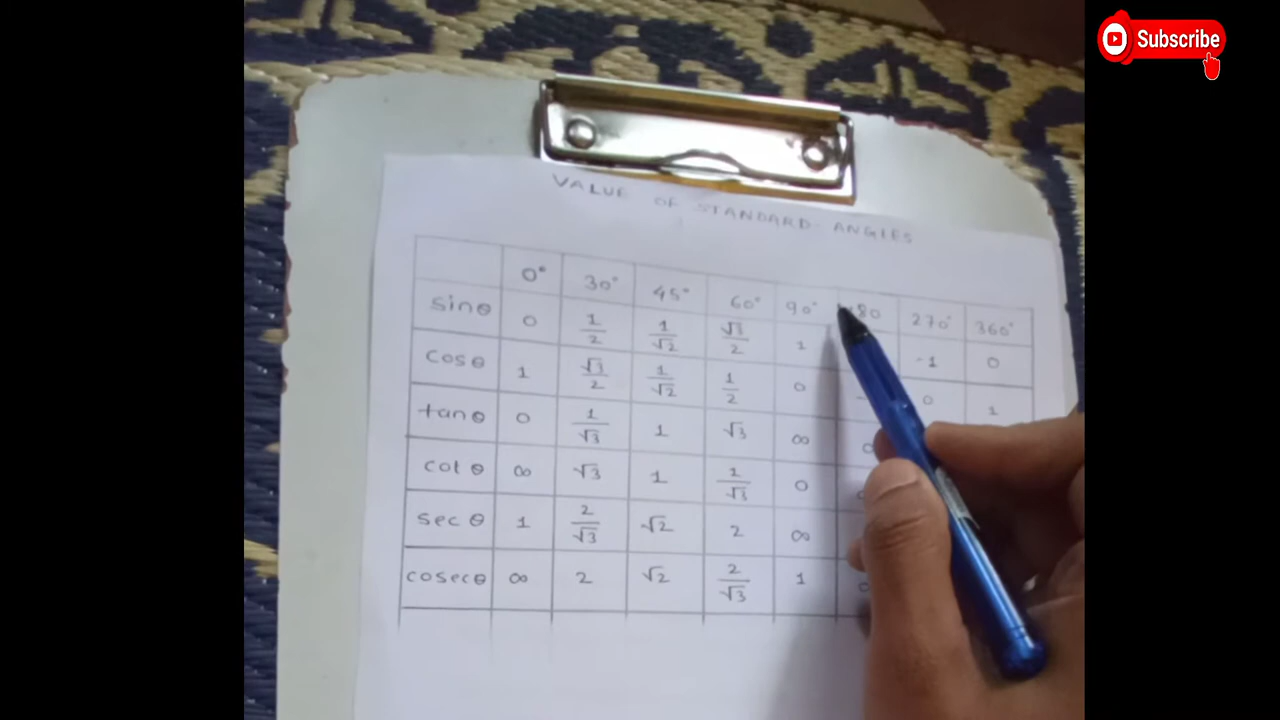 Subscribe
VALUE OF STANDARD ANGLES
0° 30° 45° 60° 90° 180 270° 360°
sinθ 0 1/2 1/√2 √3/2 1 -1 0
cosθ 1 √3/2 1/√2 1/2 0 0 1
tanθ 0 1/√3 1 √3 ∞
cotθ ∞ √3 1 1/√3 0
secθ 1 2/√3 √2 2 ∞
cosecθ ∞ 2 √2 2/√3 1